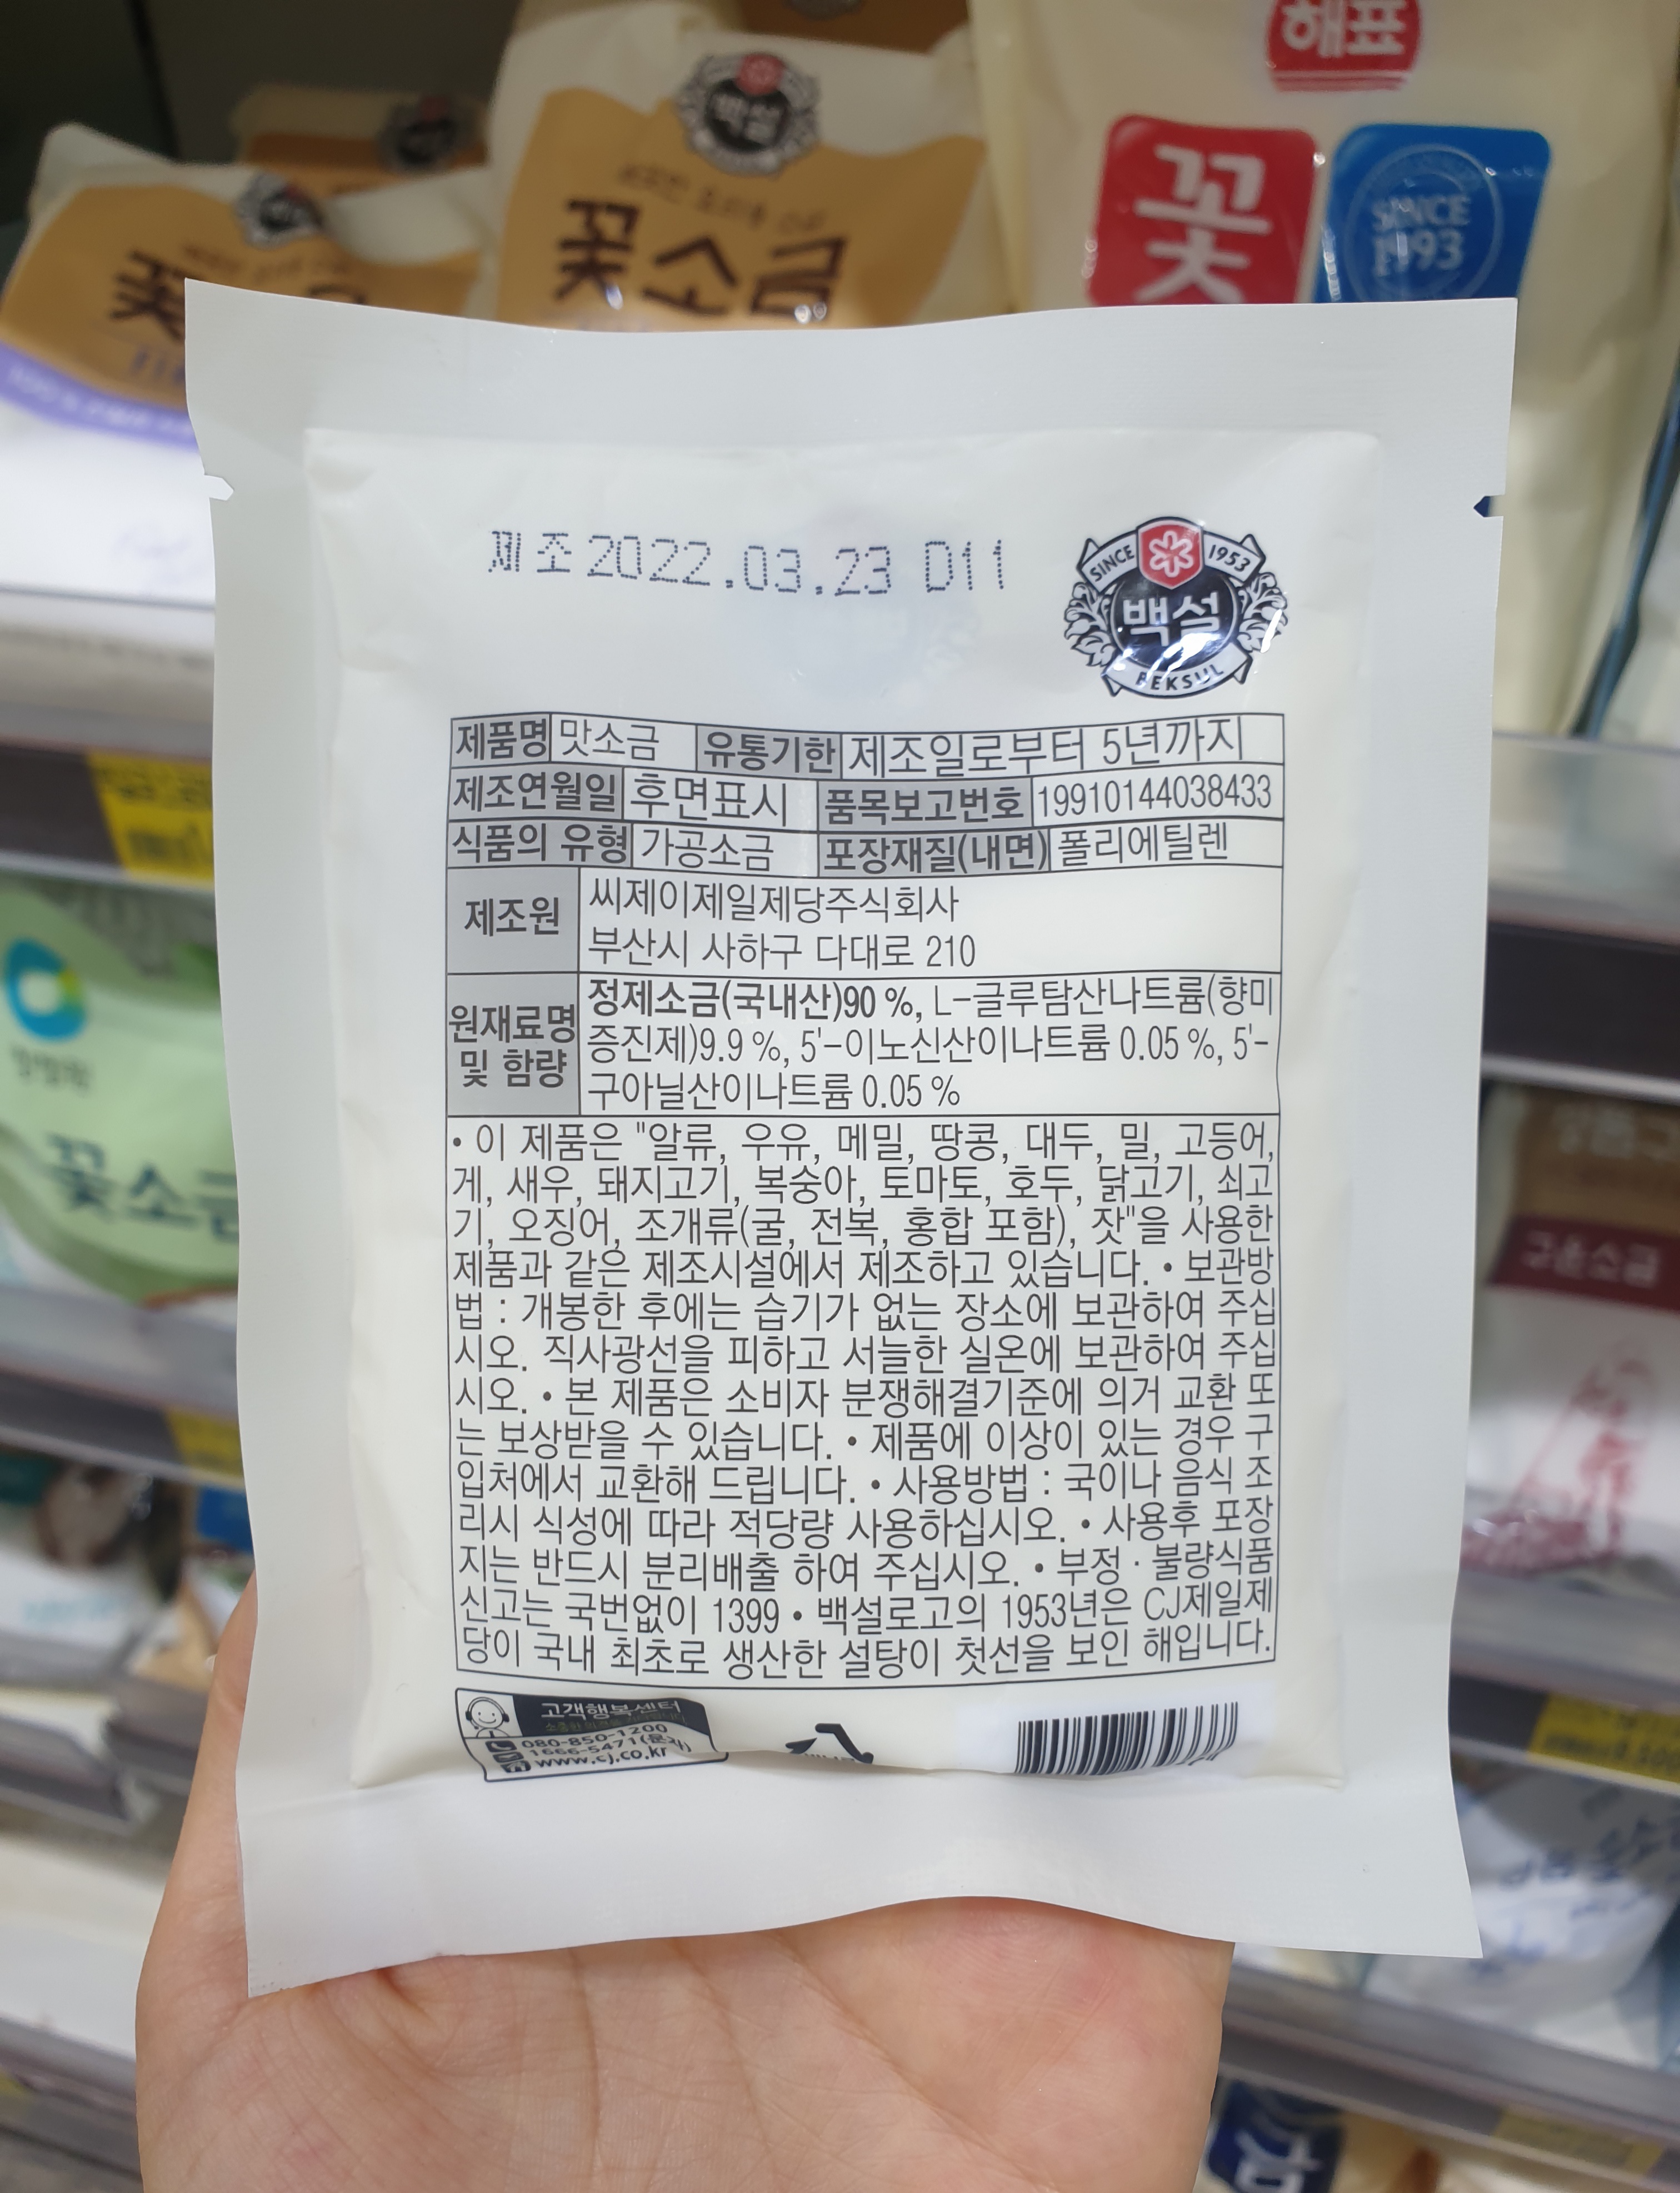 해표
백설
꽃소금
꽃
SINCE
1993
제조2022.03.23 D11
SINCE 1953
백설
BEKSUL
제품명 맛소금 유통기한 제조일로부터 5년까지
제조연월일 후면표시 품목보고번호 19910144038433
식품의 유형 가공소금 포장재질(내면) 폴리에틸렌
제조원 씨제이제일제당주식회사
부산시 사하구 다대로 210
원재료명 및 함량 정제소금(국내산)90 %, L-글루탐산나트륨(향미
증진제)9.9 %, 5'-이노신산이나트륨 0.05 %, 5'-
구아닐산이나트륨 0.05 %
• 이 제품은 "알류, 우유, 메밀, 땅콩, 대두, 밀, 고등어,
게, 새우, 돼지고기, 복숭아, 토마토, 호두, 닭고기, 쇠고
기, 오징어, 조개류(굴, 전복, 홍합 포함), 잣"을 사용한
제품과 같은 제조시설에서 제조하고 있습니다. • 보관방
법 : 개봉한 후에는 습기가 없는 장소에 보관하여 주십
시오. 직사광선을 피하고 서늘한 실온에 보관하여 주십
시오. • 본 제품은 소비자 분쟁해결기준에 의거 교환 또
는 보상받을 수 있습니다. • 제품에 이상이 있는 경우 구
입처에서 교환해 드립니다. • 사용방법 : 국이나 음식 조
리시 식성에 따라 적당량 사용하십시오. • 사용후 포장
지는 반드시 분리배출 하여 주십시오. • 부정 · 불량식품
신고는 국번없이 1399 • 백설로고의 1953년은 CJ제일제
당이 국내 최초로 생산한 설탕이 첫선을 보인 해입니다.
고객행복센터
080-850-1200
1666-5471(문자)
www.cj.co.kr
꽃소금
구운소금